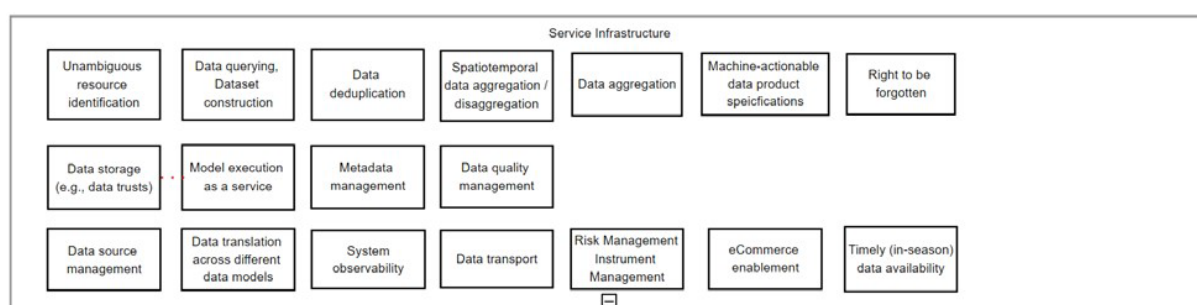 Service Infrastructure
Unambiguous
resource
identification
Data querying,
Dataset
construction
Data
deduplication
Spatiotemporal
data aggregation /
disaggregation
Data aggregation
Machine-actionable
data product
speicfications
Right to be
forgotten
Data storage
(e.g., data trusts)
Model execution
as a service
Metadata
management
Data quality
management
Data source
management
Data translation
across different
data models
System
observability
Data transport
Risk Management
Instrument
Management
eCommerce
enablement
Timely (in-season)
data availability